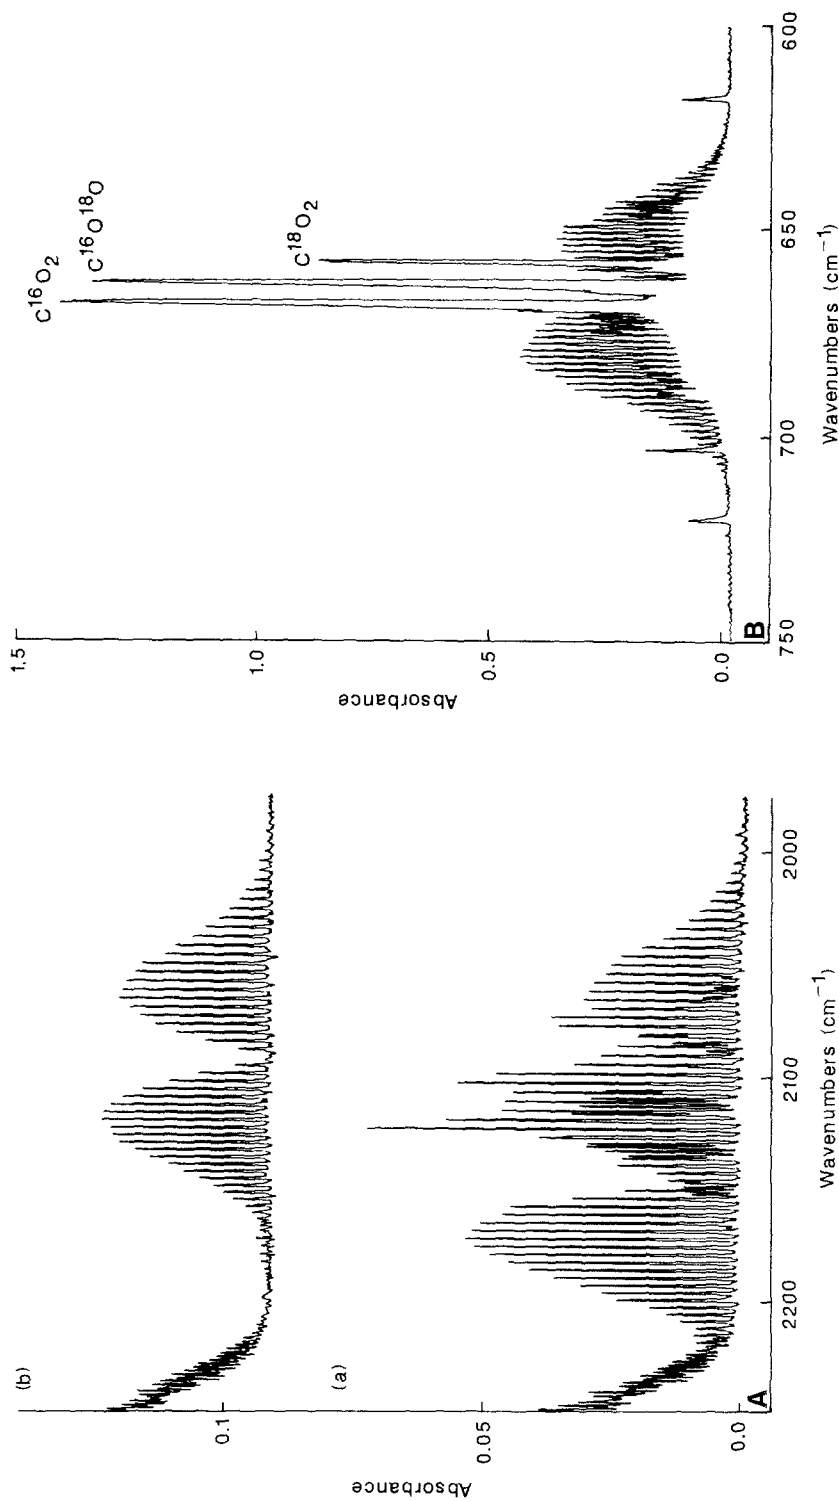 (b)
(a)
0.1
0.05
0.0
Absorbance
A
2200
2100
2000
Wavenumbers (cm⁻¹)
1.5
1.0
0.5
0.0
Absorbance
B
C¹⁶O₂
C¹⁶O¹⁸O
C¹⁸O₂
750
700
650
600
Wavenumbers (cm⁻¹)